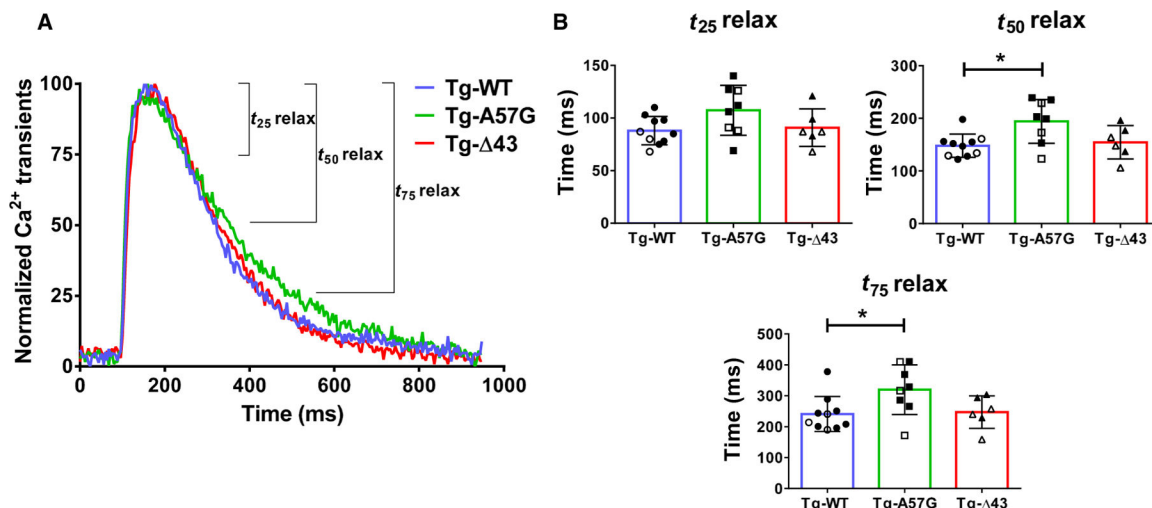 A
Normalized Ca2+ transients
100
75
50
25
0
0 200 400 600 800 1000
Time (ms)
t25 relax
t50 relax
t75 relax
Tg-WT
Tg-A57G
Tg-Δ43
B
t25 relax
Time (ms)
150
100
50
0
Tg-WT Tg-A57G Tg-Δ43
t50 relax
Time (ms)
300
200
100
0
*
Tg-WT Tg-A57G Tg-Δ43
t75 relax
Time (ms)
500
400
300
200
100
0
*
Tg-WT Tg-A57G Tg-Δ43